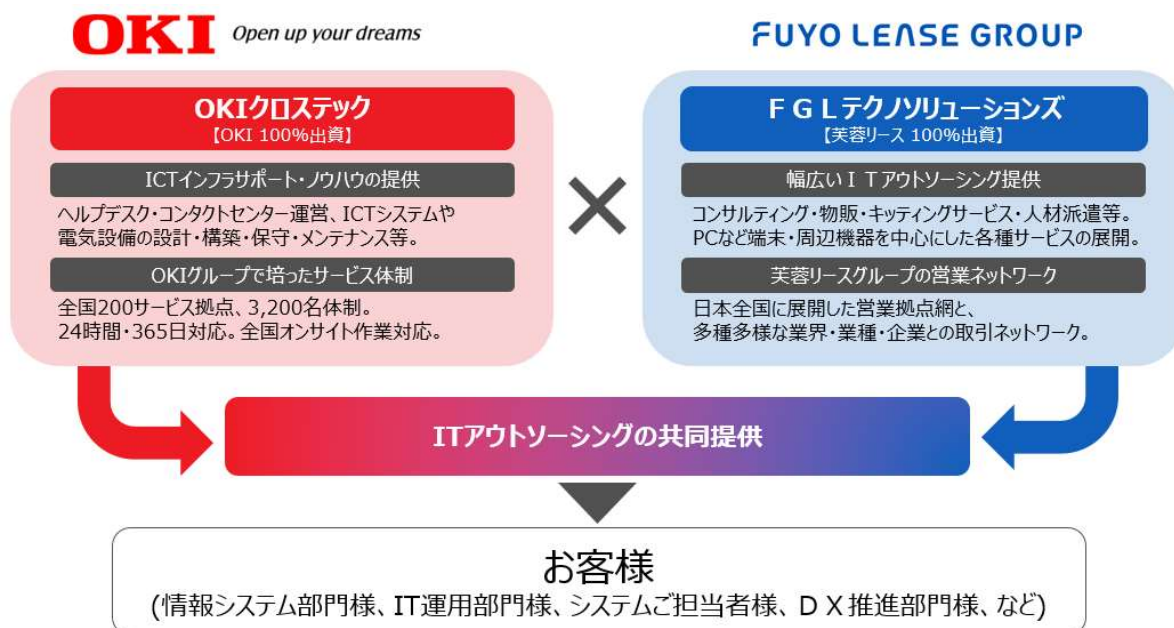 OKI Open up your dreams
FUYO LEASE GROUP
OKIクロステック
【OKI 100%出資】
ICTインフラサポート・ノウハウの提供
ヘルプデスク・コンタクトセンター運営、ICTシステムや
電気設備の設計・構築・保守・メンテナンス等。
OKIグループで培ったサービス体制
全国200サービス拠点、3,200名体制。
24時間・365日対応。全国オンサイト作業対応。
ＦＧＬテクノソリューションズ
【芙蓉リース 100%出資】
幅広いＩＴアウトソーシング提供
コンサルティング・物販・キッティングサービス・人材派遣等。
PCなど端末・周辺機器を中心にした各種サービスの展開。
芙蓉リースグループの営業ネットワーク
日本全国に展開した営業拠点網と、
多種多様な業界・業種・企業との取引ネットワーク。
ITアウトソーシングの共同提供
お客様
(情報システム部門様、IT運用部門様、システムご担当者様、ＤＸ推進部門様、など)